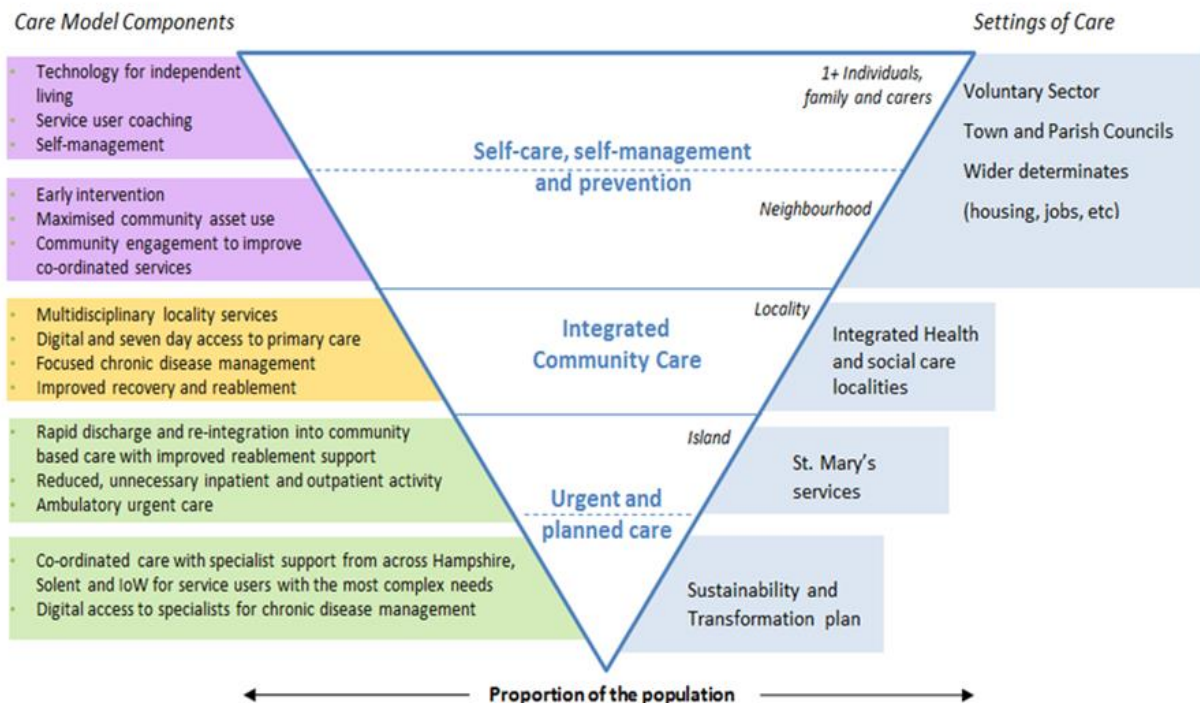 Care Model Components
Settings of Care
Technology for independent
living
Service user coaching
Self-management
Early intervention
Maximised community asset use
Community engagement to improve
co-ordinated services
Multidisciplinary locality services
Digital and seven day access to primary care
Focused chronic disease management
Improved recovery and reablement
Rapid discharge and re-integration into community
based care with improved reablement support
Reduced, unnecessary inpatient and outpatient activity
Ambulatory urgent care
Co-ordinated care with specialist support from across Hampshire,
Solent and IoW for service users with the most complex needs
Digital access to specialists for chronic disease management
1+ Individuals,
family and carers
Self-care, self-management
and prevention
Neighbourhood
Locality
Integrated
Community Care
Island
Urgent and
planned care
Voluntary Sector
Town and Parish Councils
Wider determinates
(housing, jobs, etc)
Integrated Health
and social care
localities
St. Mary's
services
Sustainability and
Transformation plan
Proportion of the population